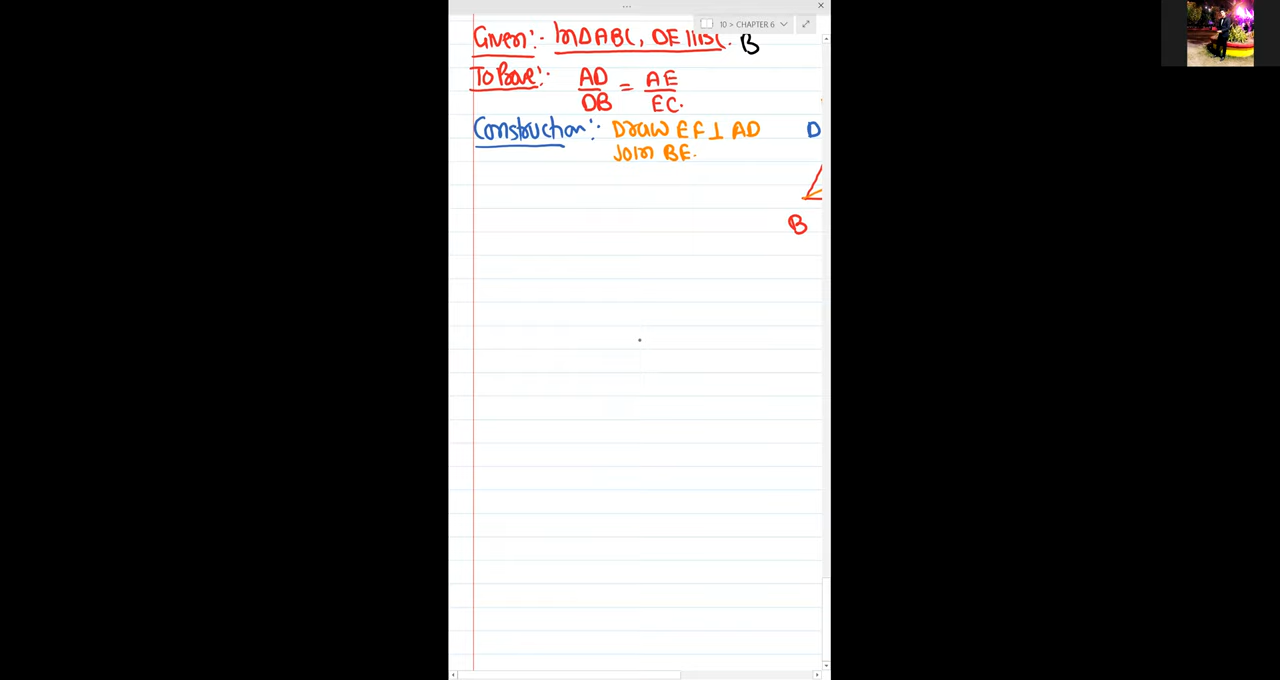 10 > CHAPTER 6
Given:- In ΔABC, DE ||BC. B
To Prove:- AD/DB = AE/EC.
Construction:- Draw EF ⊥ AD
Join BE.
D
B